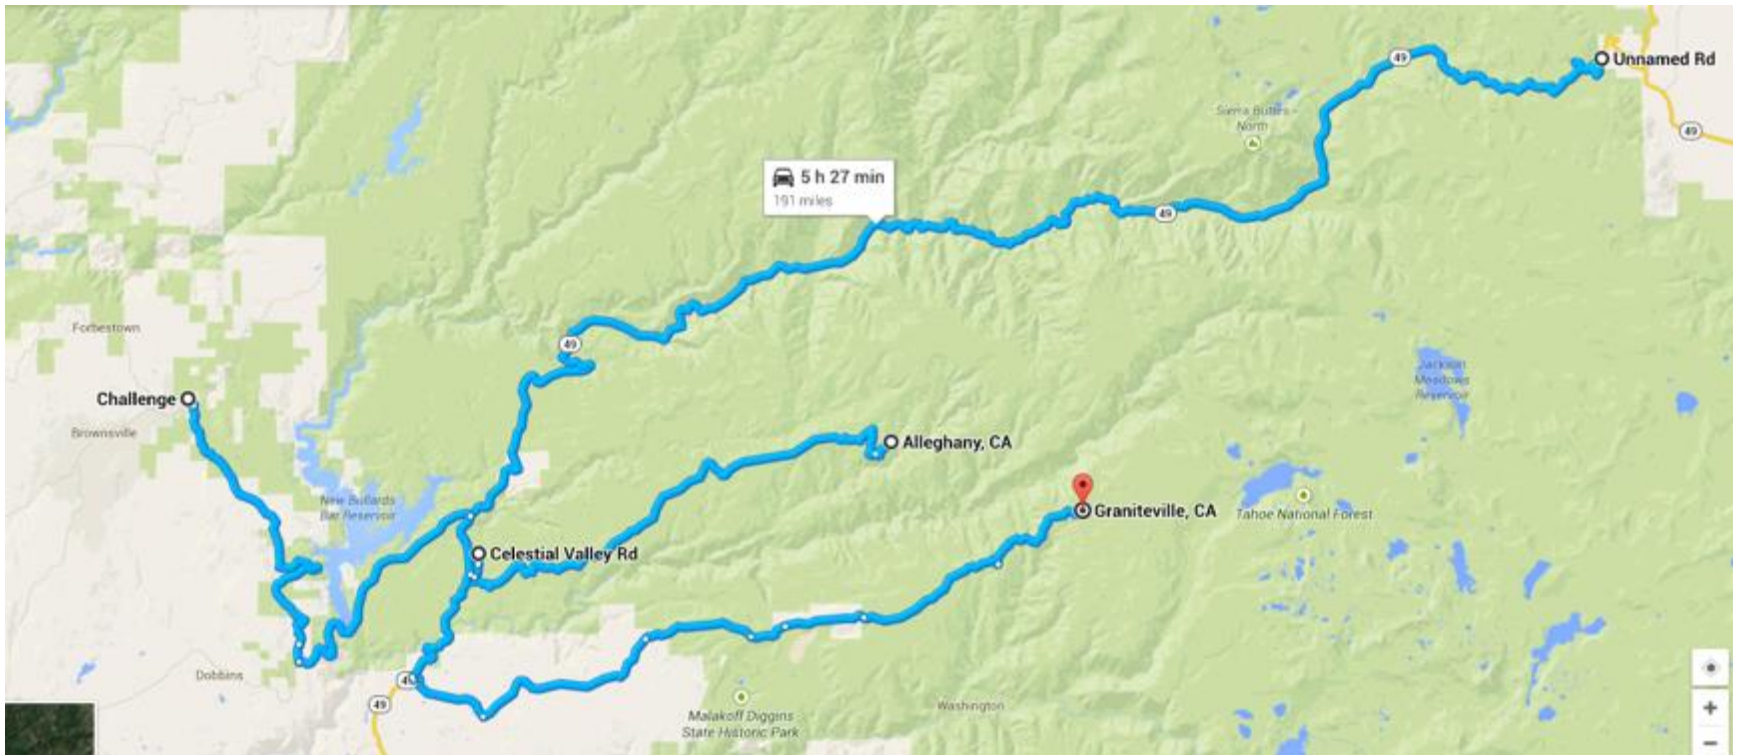 49
Unnamed Rd
Sierra Buttes -
North
49
5 h 27 min
191 miles
49
Forbestown
49
Jackson
Meadows
Reservoir
Challenge
Brownsville
Alleghany, CA
New Bullards
Bar Reservoir
Graniteville, CA
Tahoe National Forest
Celestial Valley Rd
Dobbins
49
49
Malakoff Diggins
State Historic Park
Washington
+
−